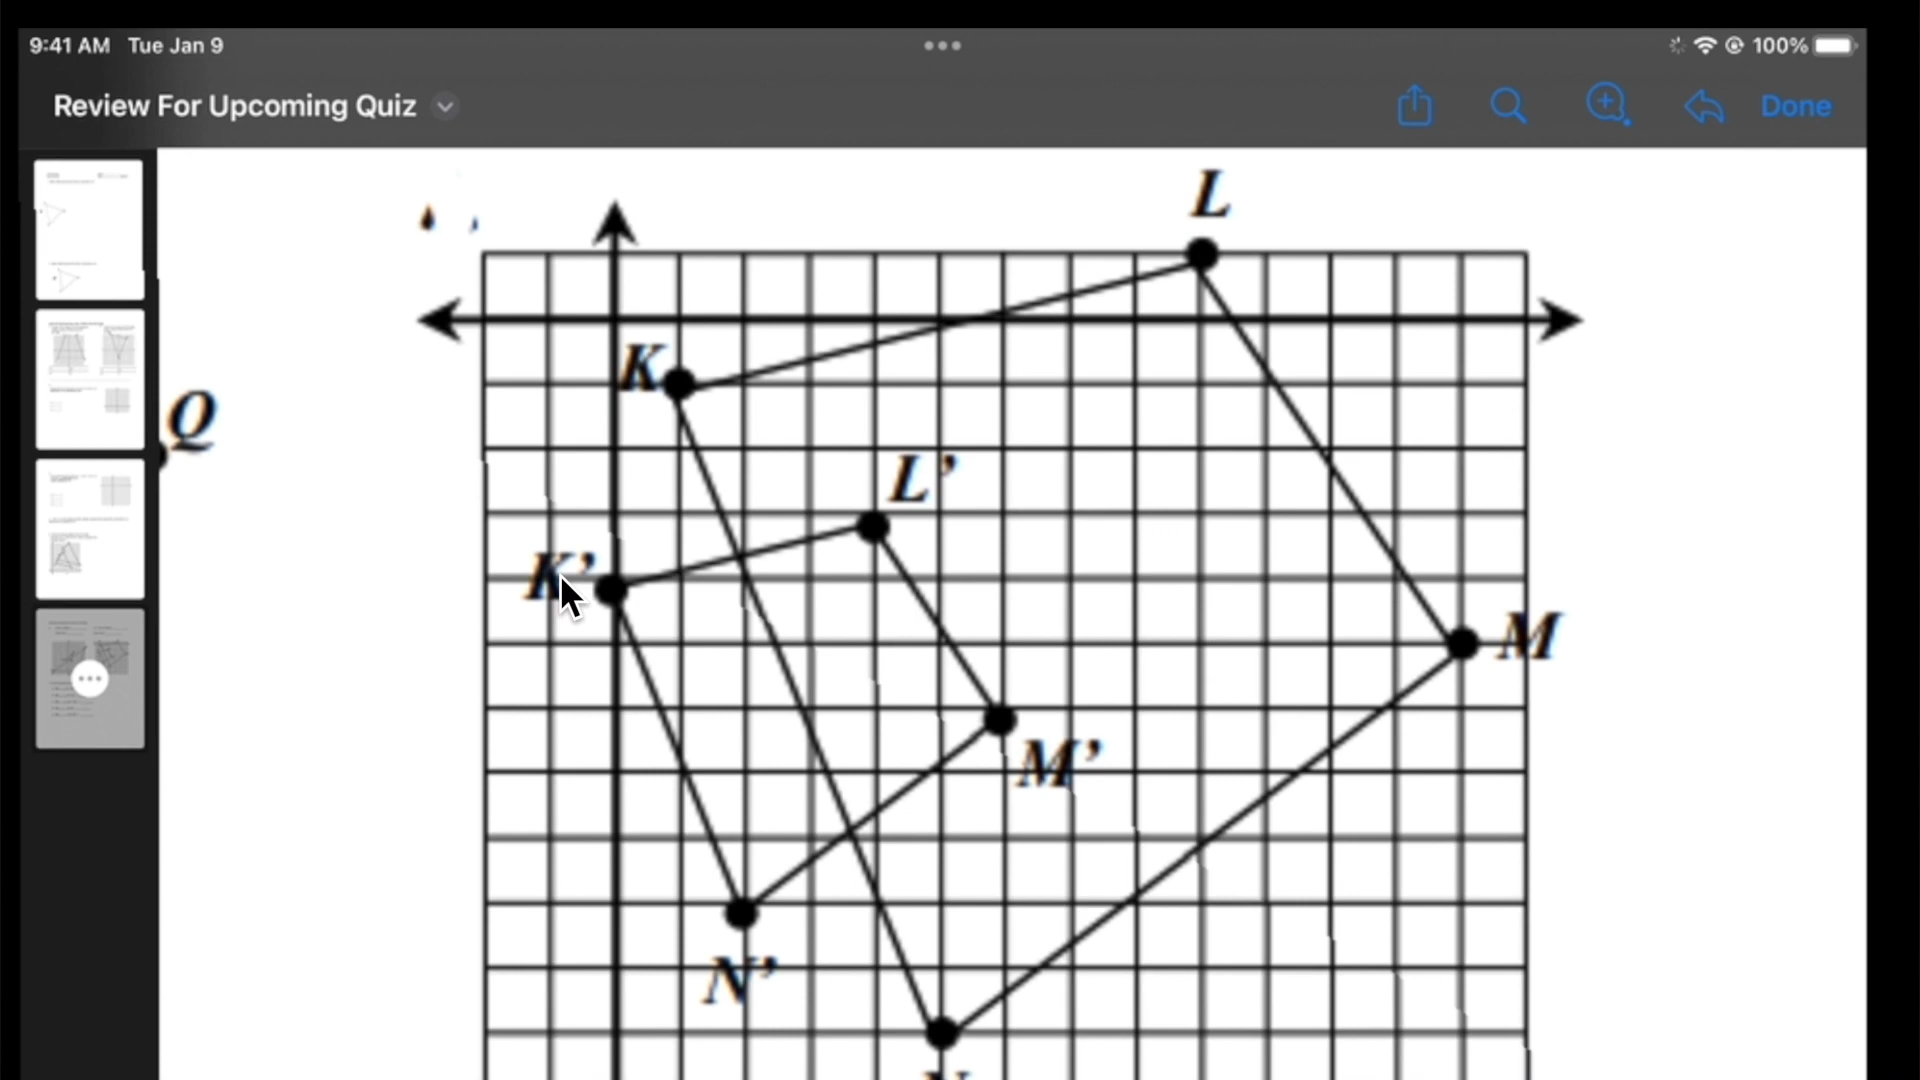 9:41 AM Tue Jan 9
100%
Review For Upcoming Quiz
Done
L
K
Q
L’
K’
M
M’
N’